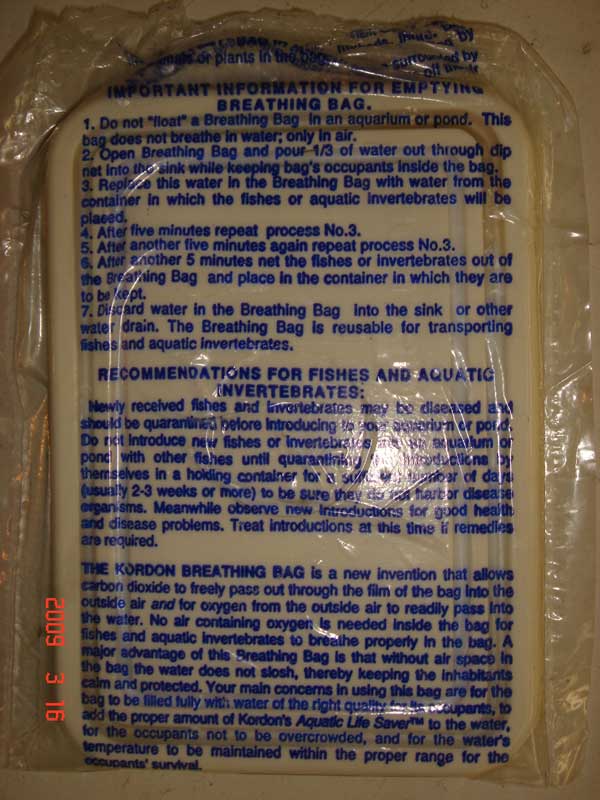 BAG IN
animals or plants in the bag
surrounded by
IMPORTANT INFORMATION FOR EMPTYING
BREATHING BAG.
1. Do not "float" a Breathing Bag in an aquarium or pond. This
bag does not breathe in water; only in air.
2. Open Breathing Bag and pour 1/3 of water out through dip
net into the sink while keeping bag's occupants inside the bag.
3. Replace this water in the Breathing Bag with water from the
container in which the fishes or aquatic invertebrates will be
placed.
4. After five minutes repeat process No.3.
5. After another five minutes again repeat process No.3.
6. After another 5 minutes net the fishes or invertebrates out of
the Breathing Bag and place in the container in which they are
to be kept.
7. Discard water in the Breathing Bag into the sink or other
water drain. The Breathing Bag is reusable for transporting
fishes and aquatic invertebrates.
RECOMMENDATIONS FOR FISHES AND AQUATIC
INVERTEBRATES:
Newly received fishes and invertebrates may be diseased and
should be quarantined before introducing to your aquarium or pond.
Do not introduce new fishes or invertebrates into an aquarium or
pond with other fishes until quarantining introductions by
themselves in a holding container for a number of days
(usually 2-3 weeks or more) to be sure they do not harbor disease
organisms. Meanwhile observe new introductions for good health
and disease problems. Treat introductions at this time if remedies
are required.
THE KORDON BREATHING BAG is a new invention that allows
carbon dioxide to freely pass out through the film of the bag into the
outside air and for oxygen from the outside air to readily pass into
the water. No air containing oxygen is needed inside the bag for
fishes and aquatic invertebrates to breathe properly in the bag. A
major advantage of this Breathing Bag is that without air space in
the bag the water does not slosh, thereby keeping the inhabitants
calm and protected. Your main concerns in using this bag are for the
bag to be filled fully with water of the right quality for its occupants, to
add the proper amount of Kordon's Aquatic Life Saver™ to the water,
for the occupants not to be overcrowded, and for the water's
temperature to be maintained within the proper range for the
occupants' survival.
2009 3 16